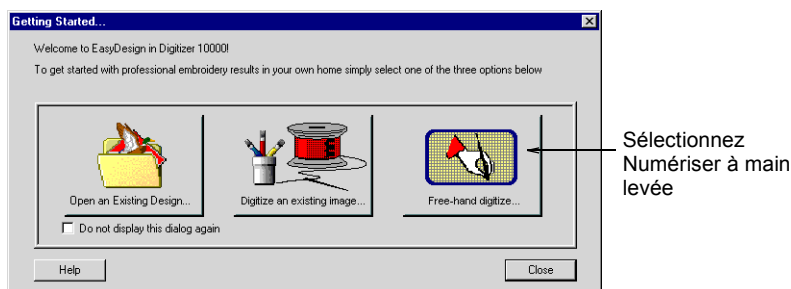 Getting Started...
Welcome to EasyDesign in Digitizer 10000!
To get started with professional embroidery results in your own home simply select one of the three options below
Open an Existing Design...
Digitize an existing image...
Free-hand digitize...
Do not display this dialog again
Help
Close
Sélectionnez
Numériser à main
levée